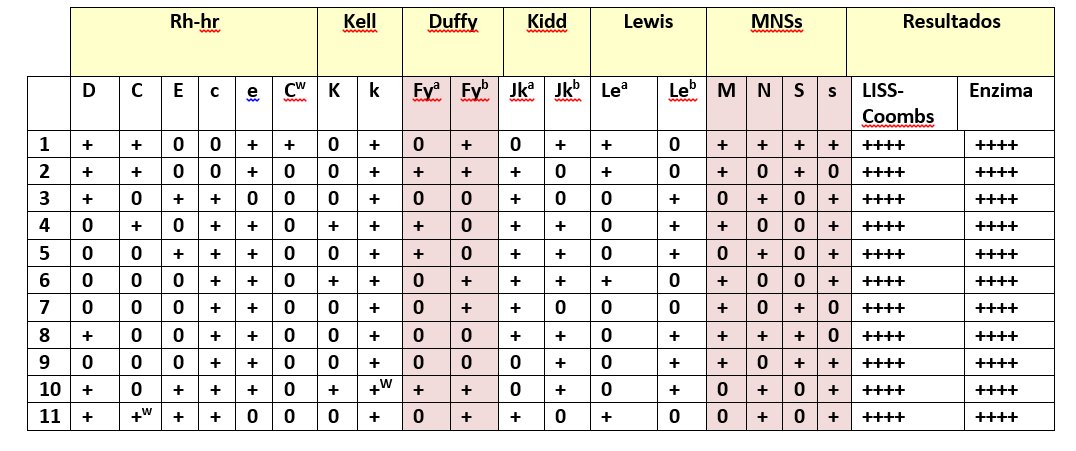 Rh-hr Kell Duffy Kidd Lewis MNSs Resultados
D C E c e Cʷ K k Fyᵃ Fyᵇ Jkᵃ Jkᵇ Leᵃ Leᵇ M N S s LISS- Enzima
Coombs
1 + + 0 0 + + 0 + 0 + 0 + + 0 + + + + ++++ ++++
2 + + 0 0 + 0 0 + + + + 0 + 0 + 0 + 0 ++++ ++++
3 + 0 + + 0 0 0 + 0 0 + 0 0 + 0 + 0 + ++++ ++++
4 0 + 0 + + 0 + + + 0 + + 0 + + 0 0 + ++++ ++++
5 0 0 + + + 0 0 + + 0 + + 0 + 0 + 0 + ++++ ++++
6 0 0 0 + + 0 + + 0 + + + + 0 + 0 0 + ++++ ++++
7 0 0 0 + + 0 0 + 0 + + 0 0 0 + 0 + 0 ++++ ++++
8 + 0 0 + + 0 0 + 0 0 + + 0 + + + + 0 ++++ ++++
9 0 0 0 + + 0 0 + 0 0 0 + 0 + + 0 + + ++++ ++++
10 + 0 + + + 0 + +ᵂ + + 0 + 0 + 0 + 0 + ++++ ++++
11 + +ʷ + + 0 0 0 + 0 + + 0 + 0 0 + 0 + ++++ ++++